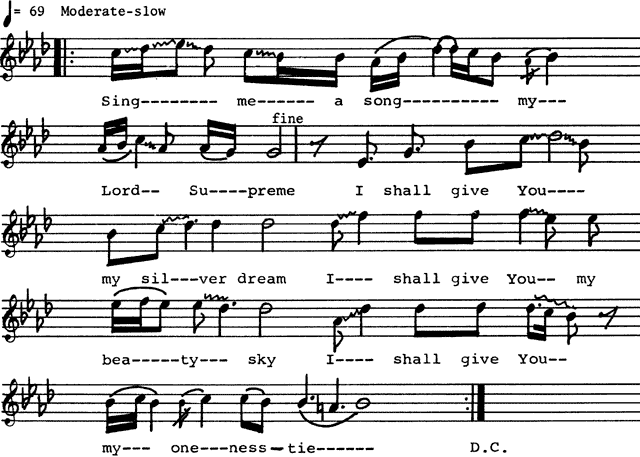 ♩= 69 Moderate-slow
Sing-------- me------ a song---------- my---
fine
Lord-- Su----preme I shall give You----
my sil---ver dream I---- shall give You-- my
bea-----ty--- sky I---- shall give You--
my--- one---ness-tie------ D.C.